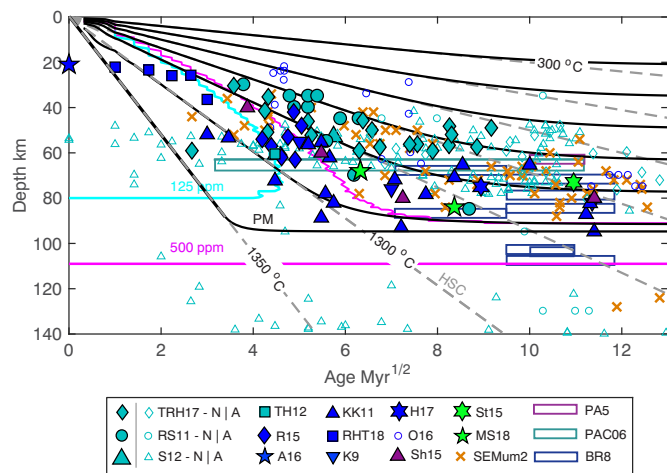 0
20
40
60
80
100
120
140
Depth km
0
2
4
6
8
10
12
Age Myr1/2
300 °C
125 ppm
PM
500 ppm
1350 °C
1300 °C
HSC
TRH17 - N | A
RS11 - N | A
S12 - N | A
TH12
R15
A16
KK11
RHT18
K9
H17
O16
Sh15
St15
MS18
SEMum2
PA5
PAC06
BR8